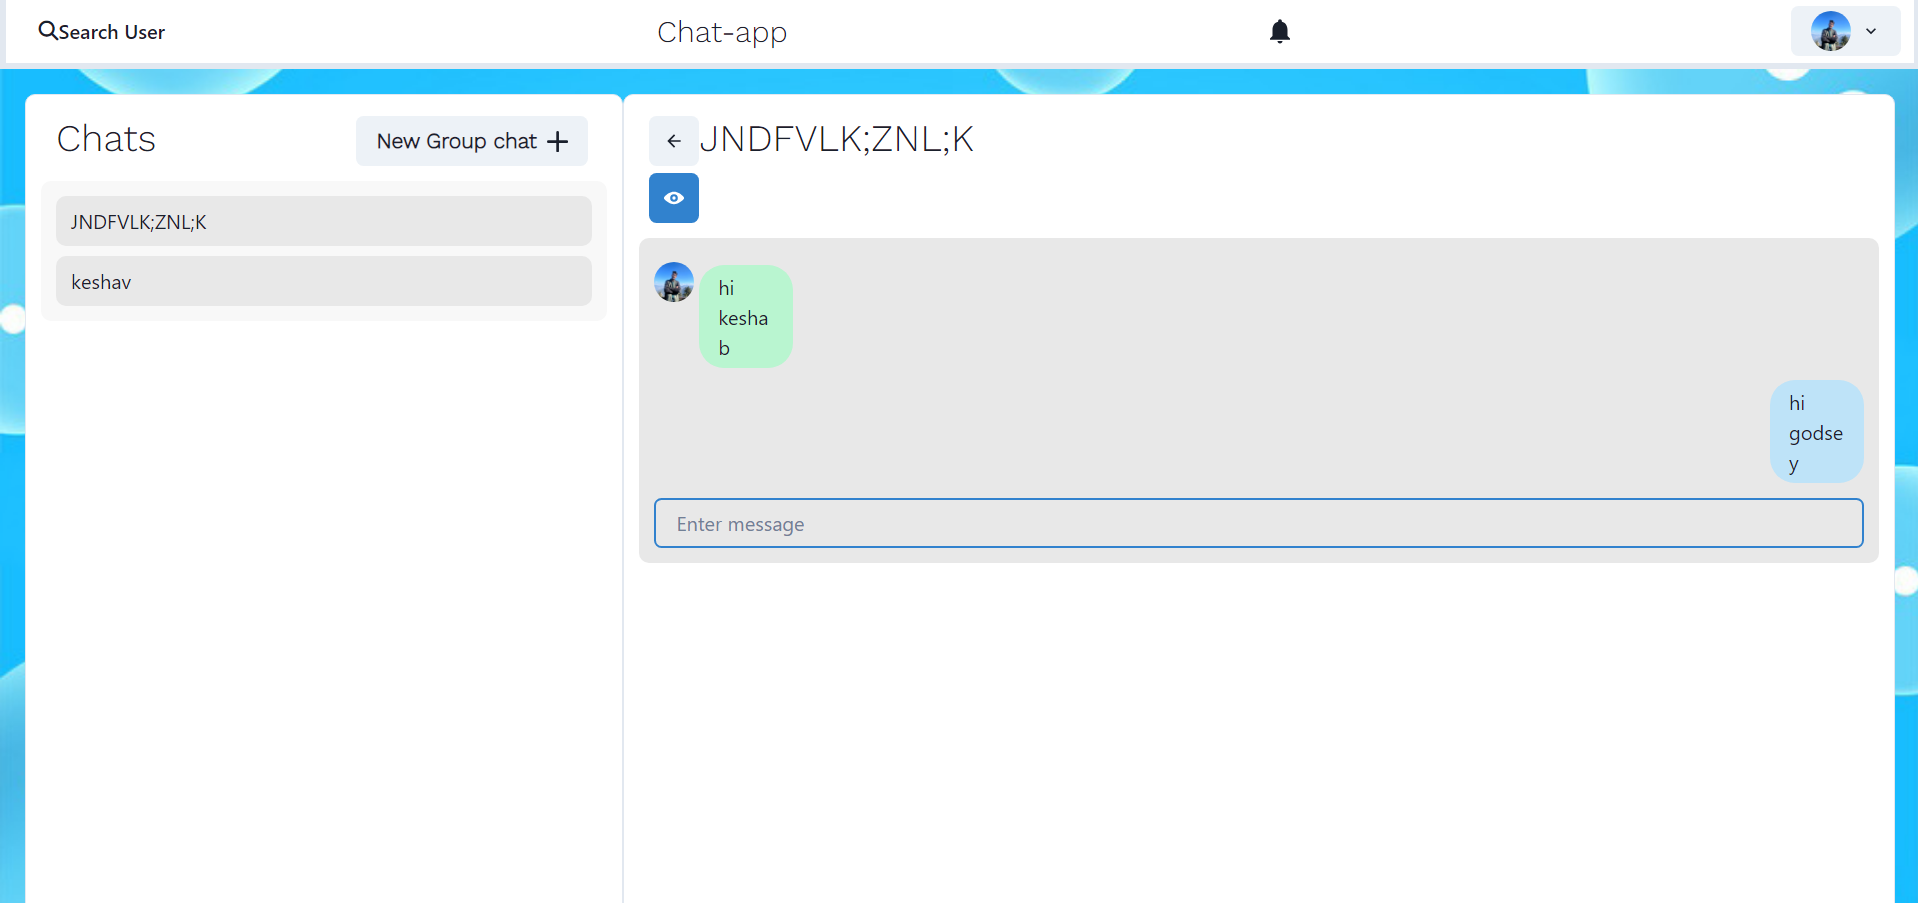 Search User
Chat-app
Chats
New Group chat
JNDFVLK;ZNL;K
keshav
JNDFVLK;ZNL;K
hi
kesha
b
hi
godse
y
Enter message